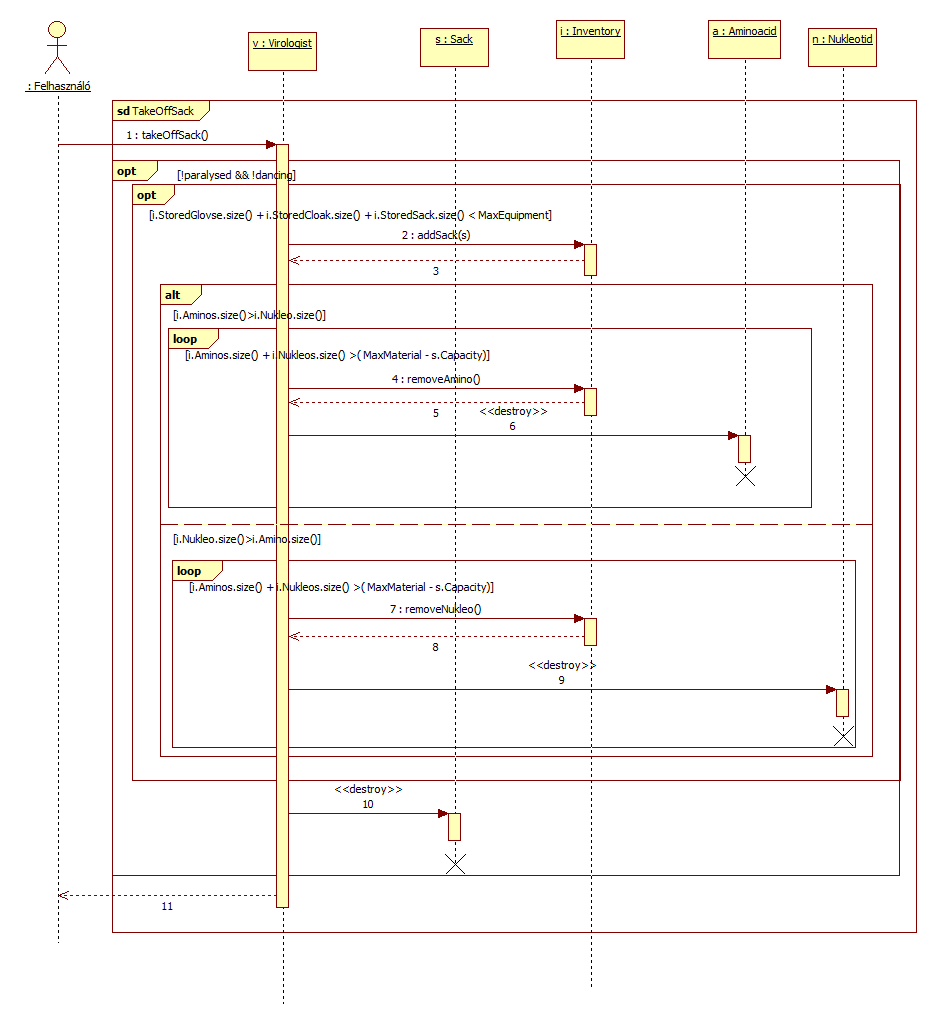 : Felhasználó
v : Virologist
s : Sack
i : Inventory
a : Aminoacid
n : Nukleotid
sd TakeOffSack
1 : takeOffSack()
opt
[!paralysed && !dancing]
opt
[i.StoredGlovse.size() + i.StoredCloak.size() + i.StoredSack.size() < MaxEquipment]
2 : addSack(s)
3
alt
[i.Aminos.size()>i.Nukleo.size()]
loop
[i.Aminos.size() + i.Nukleos.size() >( MaxMaterial - s.Capacity)]
4 : removeAmino()
5
<<destroy>>
6
[i.Nukleo.size()>i.Amino.size()]
loop
[i.Aminos.size() + i.Nukleos.size() >( MaxMaterial - s.Capacity)]
7 : removeNukleo()
8
<<destroy>>
9
<<destroy>>
10
11